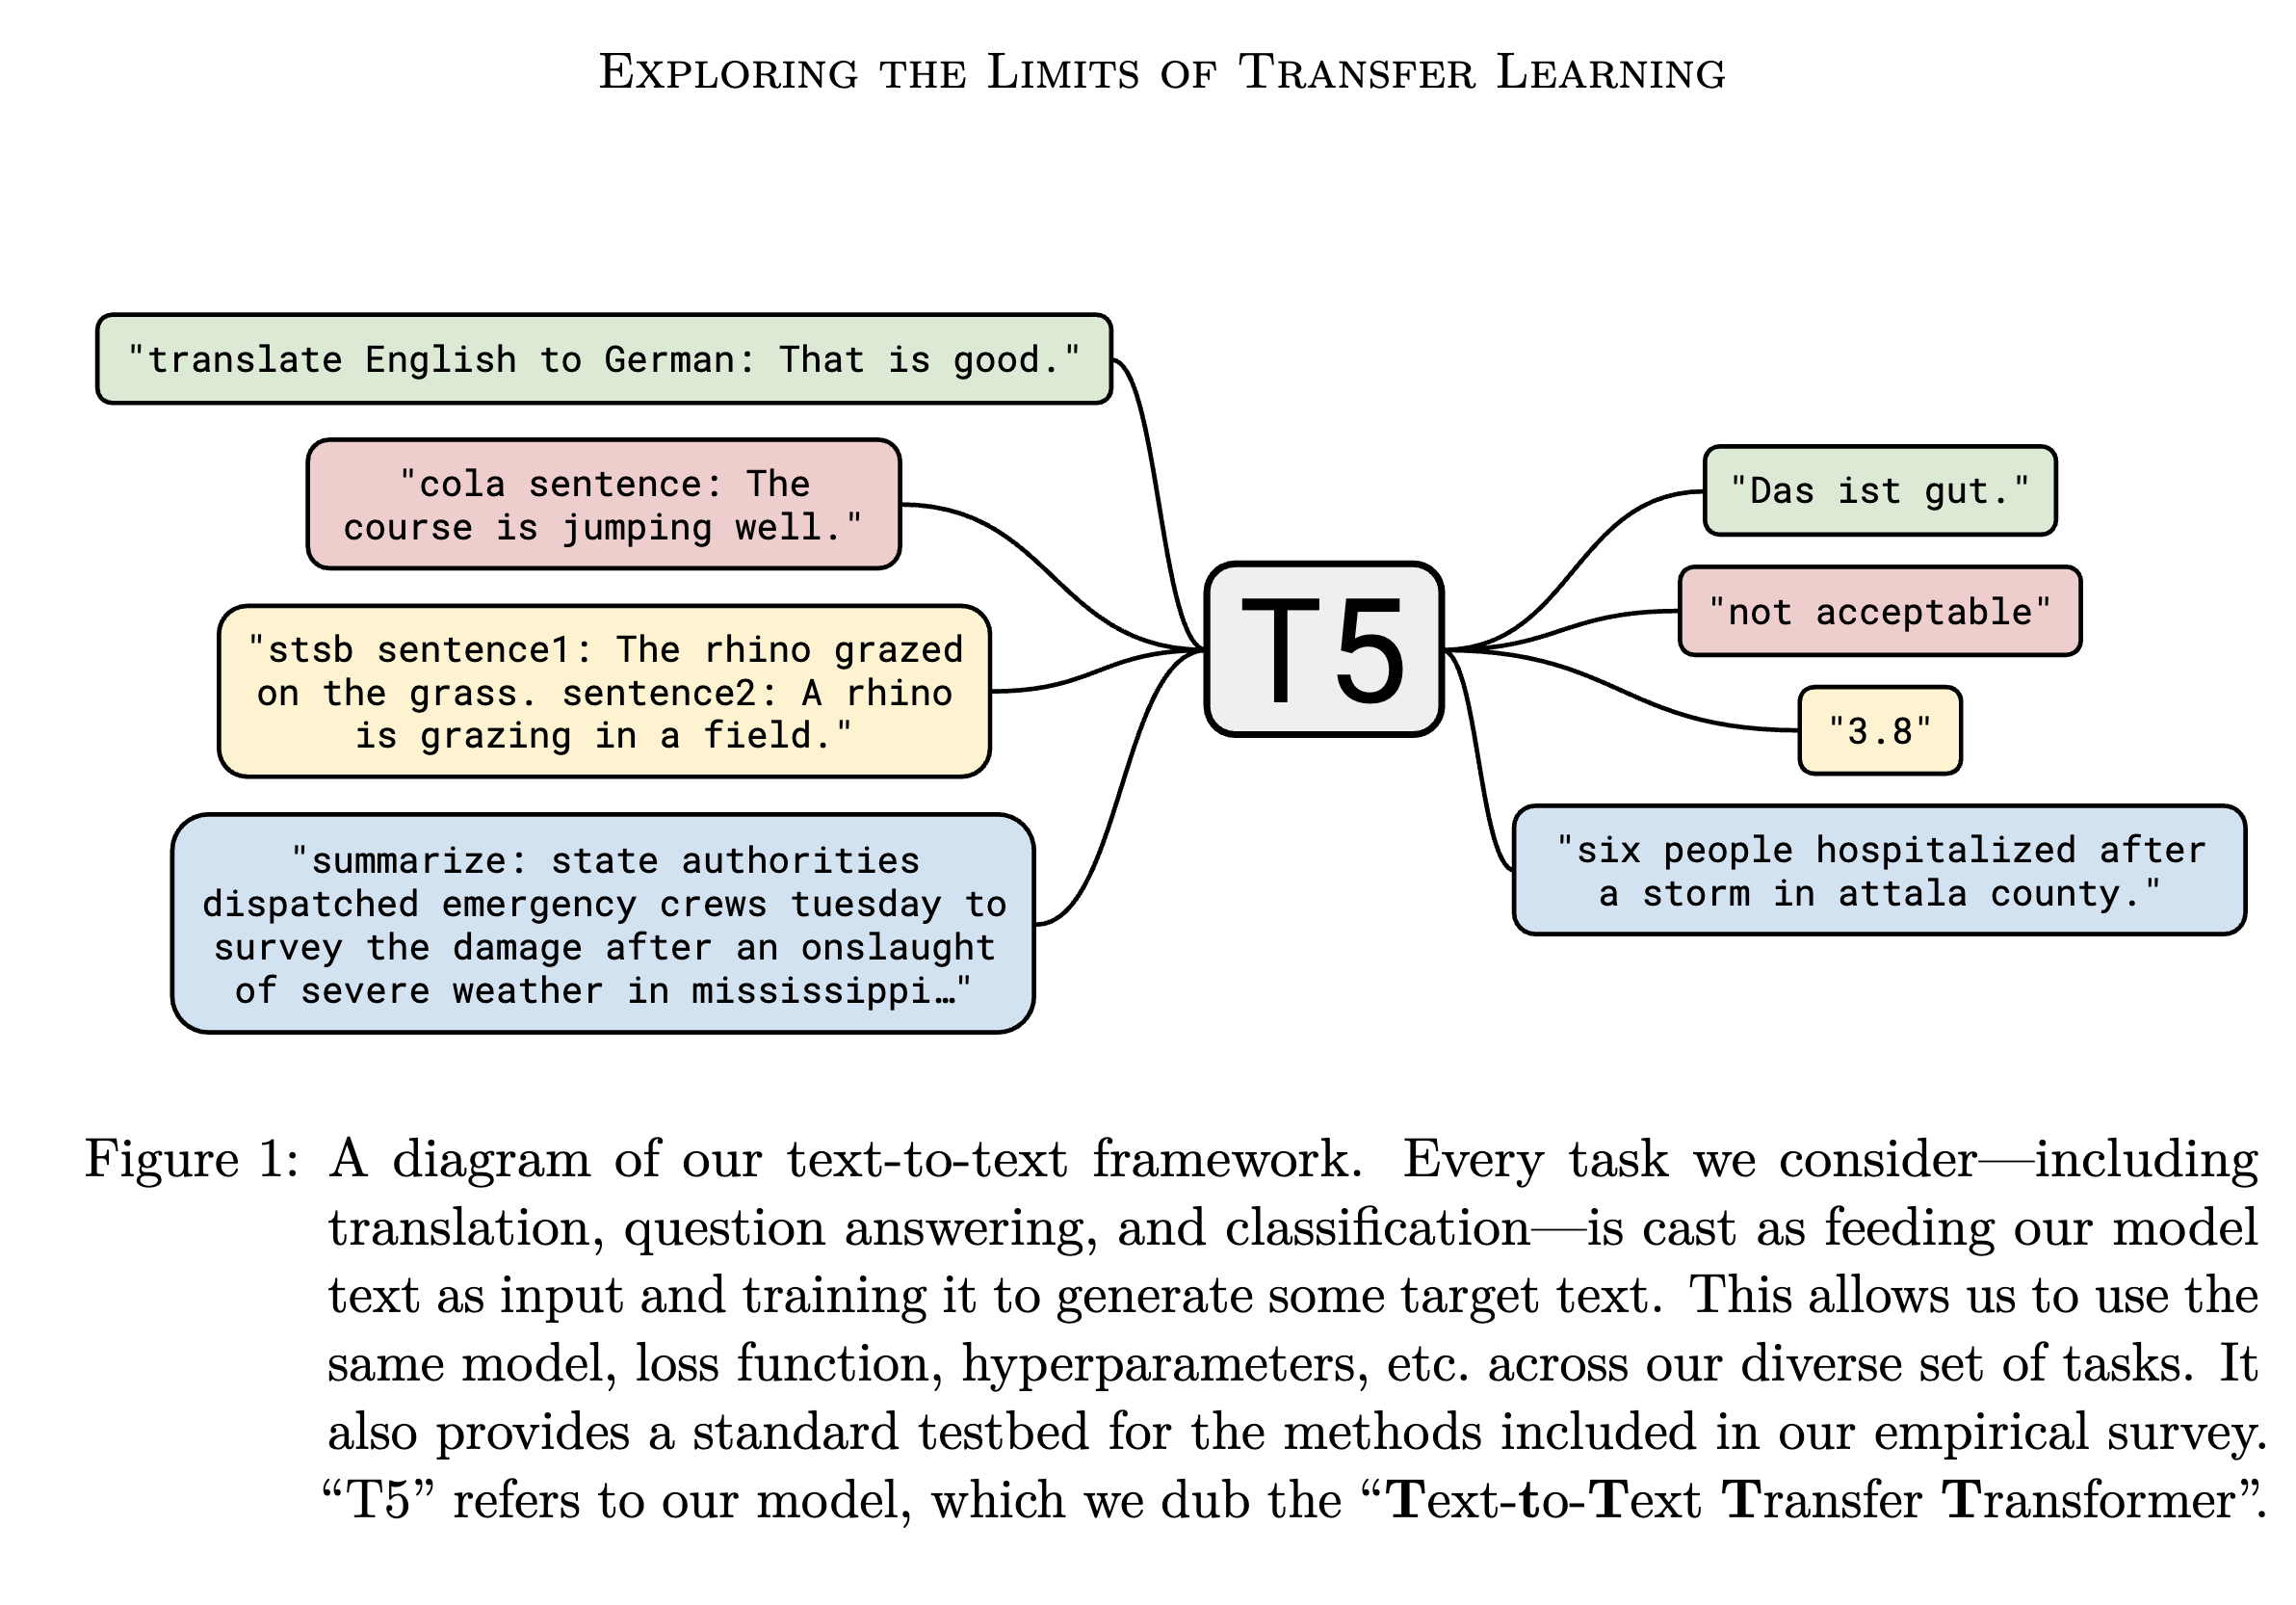 Exploring the Limits of Transfer Learning
"translate English to German: That is good."
"cola sentence: The
course is jumping well."
"stsb sentence1: The rhino grazed
on the grass. sentence2: A rhino
is grazing in a field."
"summarize: state authorities
dispatched emergency crews tuesday to
survey the damage after an onslaught
of severe weather in mississippi…"
T5
"Das ist gut."
"not acceptable"
"3.8"
"six people hospitalized after
a storm in attala county."
Figure 1: A diagram of our text-to-text framework. Every task we consider—including
translation, question answering, and classification—is cast as feeding our model
text as input and training it to generate some target text. This allows us to use the
same model, loss function, hyperparameters, etc. across our diverse set of tasks. It
also provides a standard testbed for the methods included in our empirical survey.
“T5” refers to our model, which we dub the “Text-to-Text Transfer Transformer”.